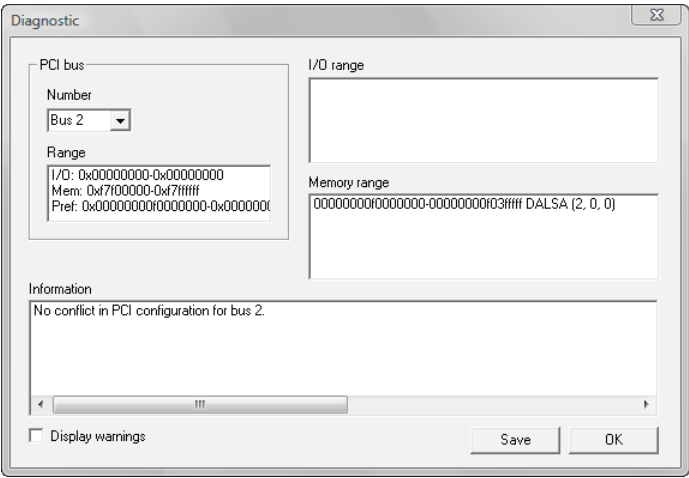 Diagnostic
PCI bus
Number
Bus 2
Range
I/O: 0x00000000-0x00000000
Mem: 0xf7f00000-0xf7ffffff
Pref: 0x00000000f0000000-0x0000000
I/O range
Memory range
00000000f0000000-00000000f03fffff DALSA (2, 0, 0)
Information
No conflict in PCI configuration for bus 2.
Display warnings
Save
OK